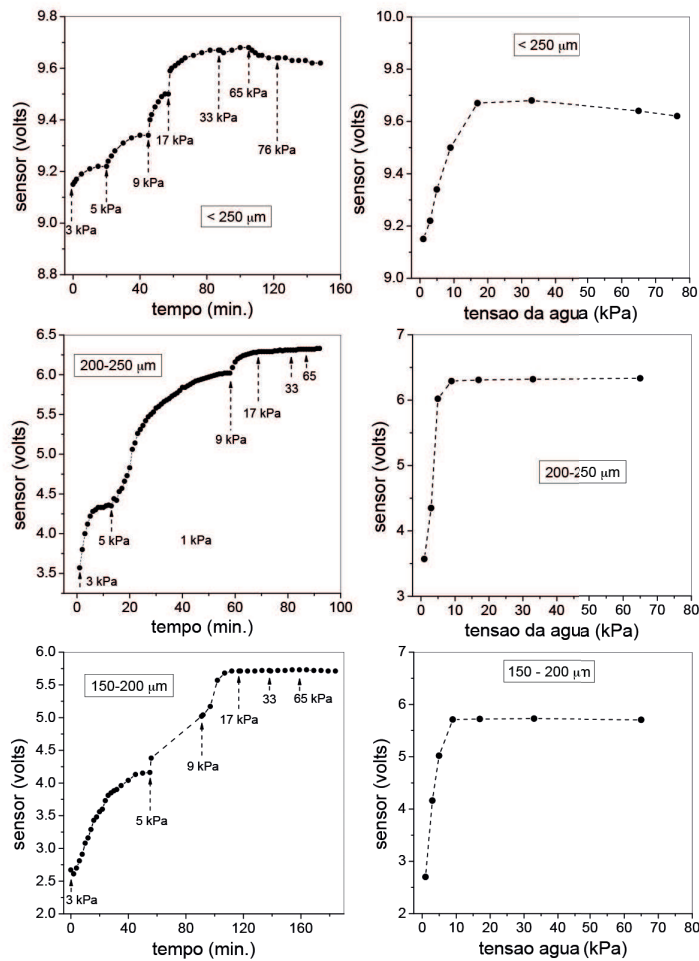 9.8
9.6
9.4
9.2
9.0
8.8
sensor (volts)
65 kPa
33 kPa
17 kPa
76 kPa
9 kPa
5 kPa
3 kPa
< 250 µm
0 40 80 120 160
tempo (min.)
10.0
9.8
9.6
9.4
9.2
9.0
sensor (volts)
< 250 µm
0 10 20 30 40 50 60 70 80
tensao da agua (kPa)
6.5
6.0
5.5
5.0
4.5
4.0
3.5
sensor (volts)
200-250 µm
65
33
17 kPa
9 kPa
5 kPa
1 kPa
3 kPa
0 20 40 60 80 100
tempo (min.)
7
6
5
4
3
sensor (volts)
200-250 µm
0 10 20 30 40 50 60 70 80
tensao da agua (kPa)
6.0
5.5
5.0
4.5
4.0
3.5
3.0
2.5
2.0
sensor (volts)
150-200 µm
17 kPa
33
65 kPa
9 kPa
5 kPa
3 kPa
0 40 80 120 160
tempo (min.)
7
6
5
4
3
2
sensor (volts)
150 - 200 µm
0 10 20 30 40 50 60 70 80
tensao agua (kPa)